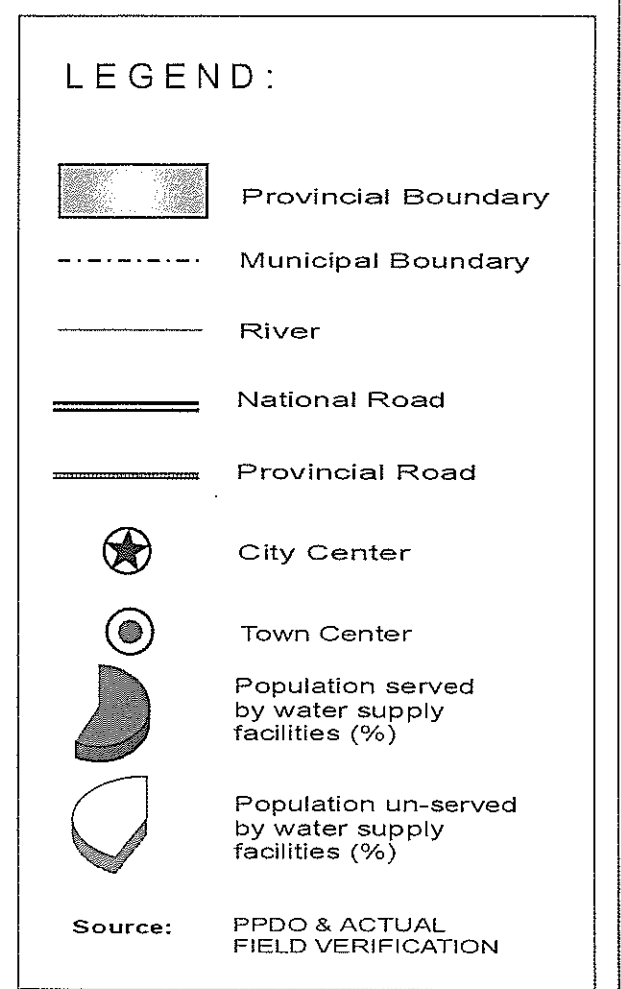 LEGEND:
Provincial Boundary
Municipal Boundary
River
National Road
Provincial Road
City Center
Town Center
Population served
by water supply
facilities (%)
Population un-served
by water supply
facilities (%)
Source: PPDO & ACTUAL
FIELD VERIFICATION